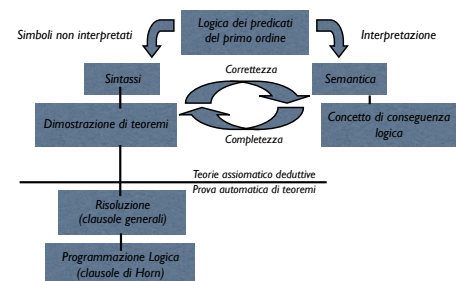 Logica dei predicati
del primo ordine
Simboli non interpretati
Interpretazione
Sintassi
Correttezza
Semantica
Dimostrazione di teoremi
Completezza
Concetto di conseguenza
logica
Teorie assiomatico deduttive
Prova automatica di teoremi
Risoluzione
(clausole generali)
Programmazione Logica
(clausole di Horn)